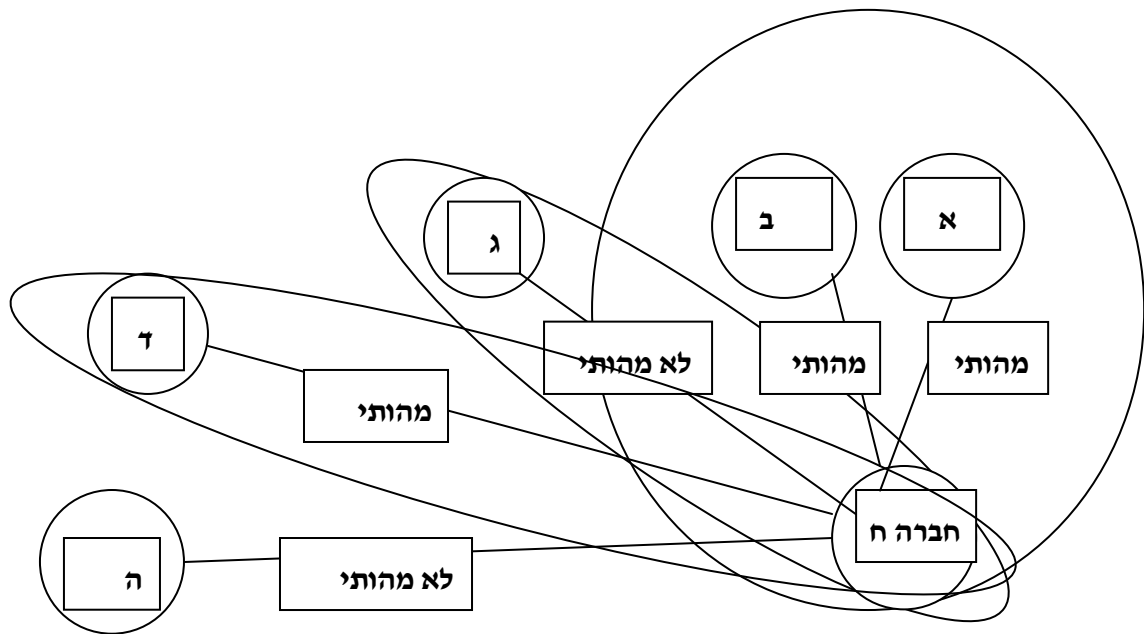 א
ב
ג
ד
מהותי
מהותי
לא מהותי
מהותי
חברה ח
לא מהותי
ה